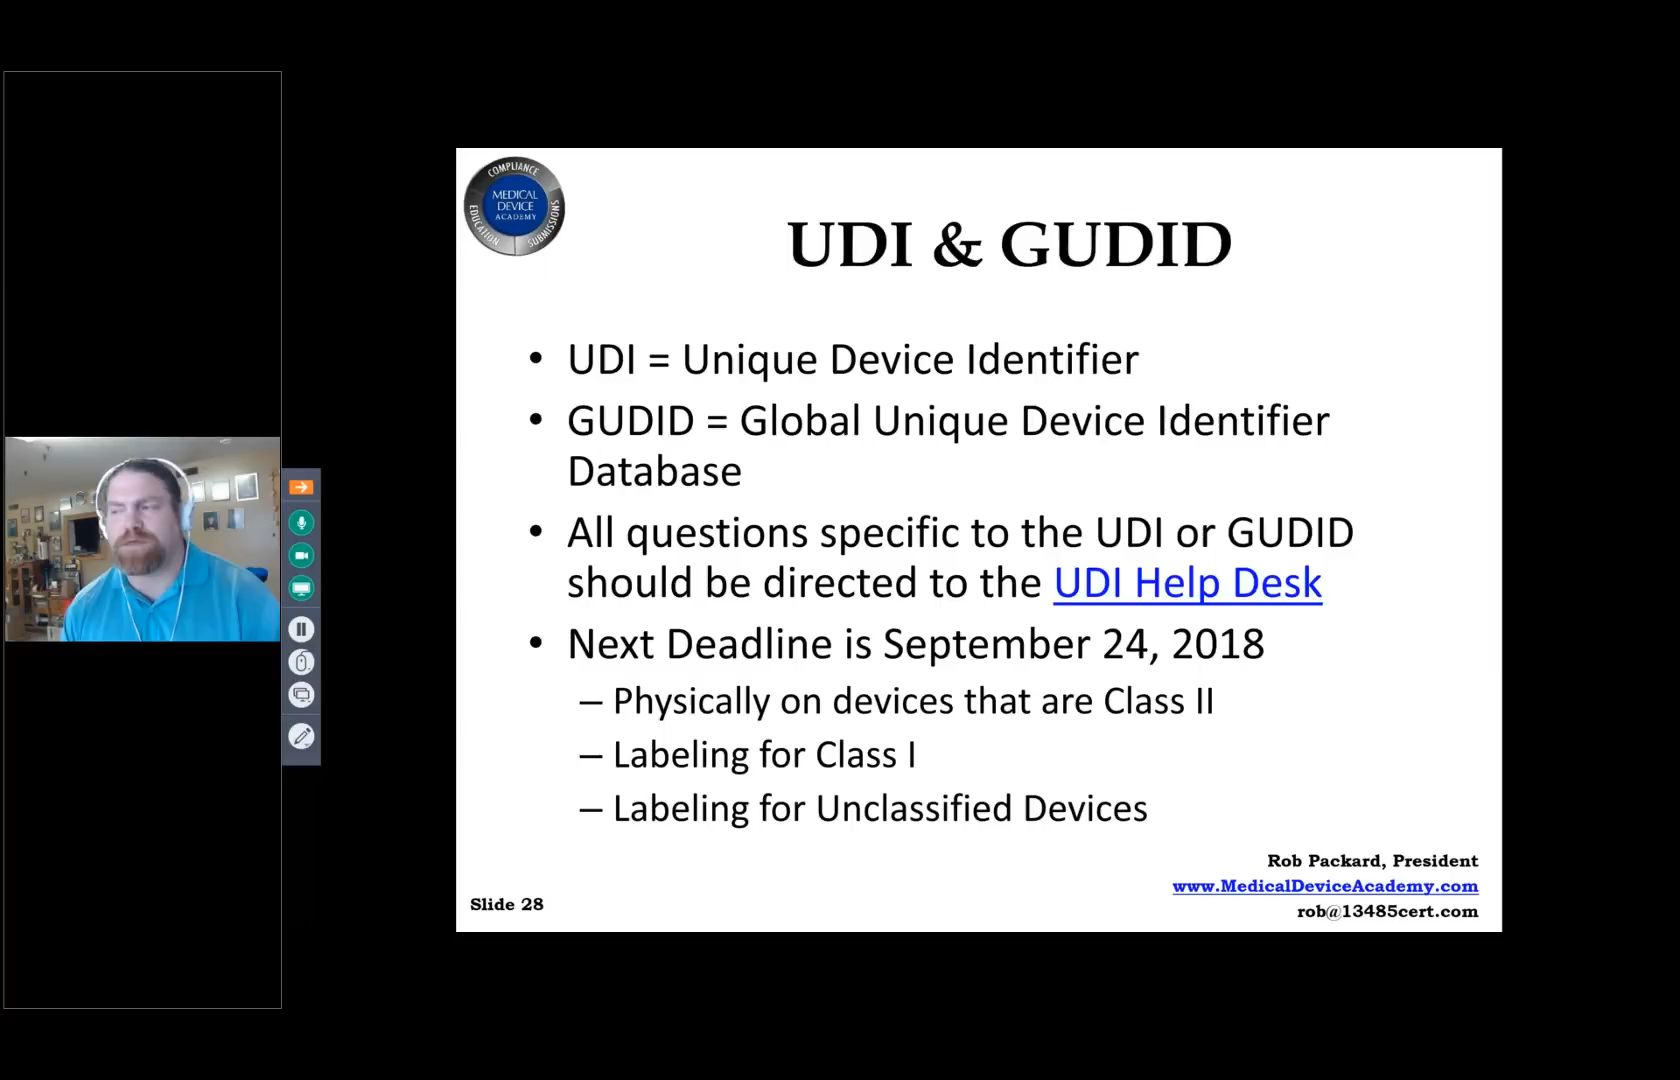 COMPLIANCE
EDUCATION
SUBMISSIONS
MEDICAL
DEVICE
ACADEMY
UDI & GUDID
• UDI = Unique Device Identifier
• GUDID = Global Unique Device Identifier
Database
• All questions specific to the UDI or GUDID
should be directed to the UDI Help Desk
• Next Deadline is September 24, 2018
– Physically on devices that are Class II
– Labeling for Class I
– Labeling for Unclassified Devices
Rob Packard, President
www.MedicalDeviceAcademy.com
rob@13485cert.com
Slide 28